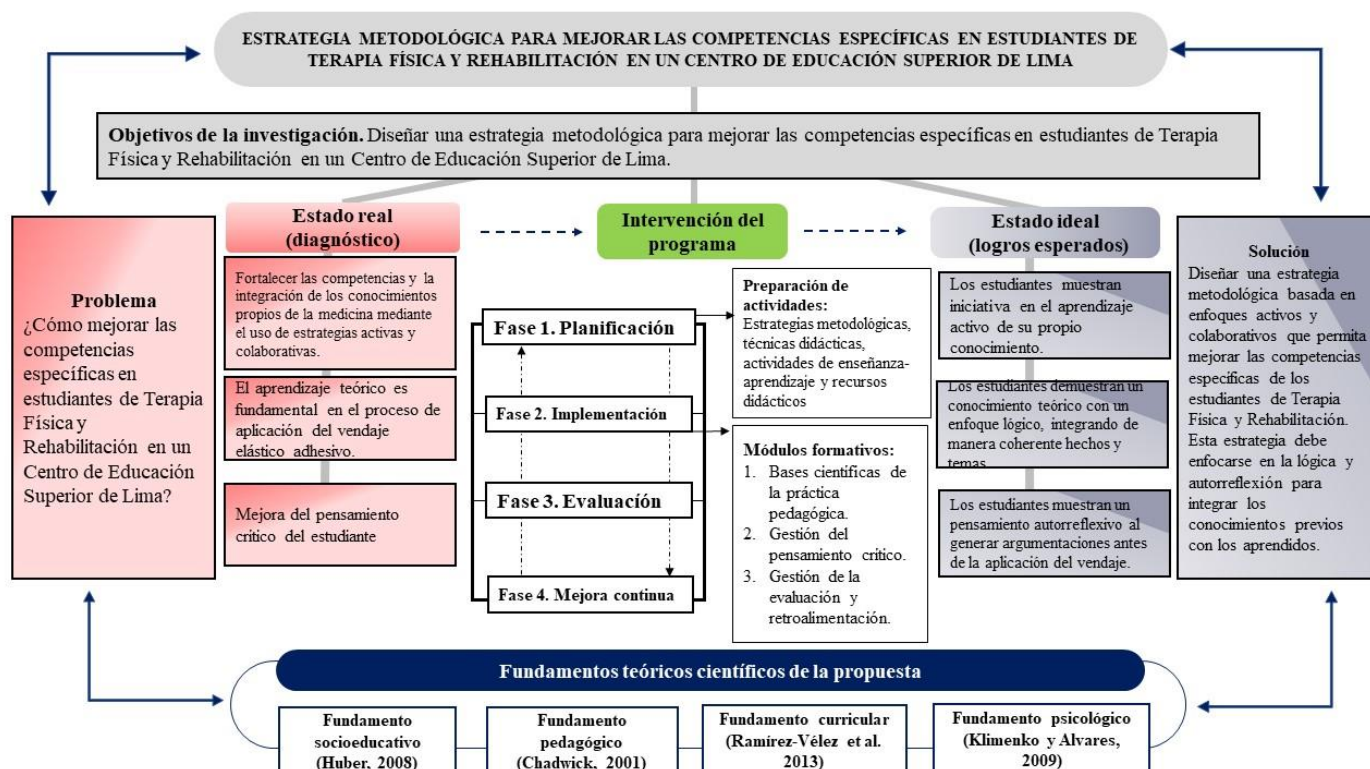 ESTRATEGIA METODOLÓGICA PARA MEJORAR LAS COMPETENCIAS ESPECÍFICAS EN ESTUDIANTES DE
TERAPIA FÍSICA Y REHABILITACIÓN EN UN CENTRO DE EDUCACIÓN SUPERIOR DE LIMA
Objetivos de la investigación. Diseñar una estrategia metodológica para mejorar las competencias específicas en estudiantes de Terapia
Física y Rehabilitación en un Centro de Educación Superior de Lima.
Problema
¿Cómo mejorar las
competencias
específicas en
estudiantes de Terapia
Física y
Rehabilitación en un
Centro de Educación
Superior de Lima?
Estado real
(diagnóstico)
Fortalecer las competencias y la
integración de los conocimientos
propios de la medicina mediante
el uso de estrategias activas y
colaborativas.
El aprendizaje teórico es
fundamental en el proceso de
aplicación del vendaje
elástico adhesivo.
Mejora del pensamiento
critico del estudiante
Intervención del
programa
Fase 1. Planificación
Fase 2. Implementación
Fase 3. Evaluación
Fase 4. Mejora continua
Preparación de
actividades:
Estrategias metodológicas,
técnicas didácticas,
actividades de enseñanza-
aprendizaje y recursos
didácticos
Módulos formativos:
1. Bases científicas de
la práctica
pedagógica.
2. Gestión del
pensamiento crítico.
3. Gestión de la
evaluación y
retroalimentación.
Estado ideal
(logros esperados)
Los estudiantes muestran
iniciativa en el aprendizaje
activo de su propio
conocimiento.
Los estudiantes demuestran un
conocimiento teórico con un
enfoque lógico, integrando de
manera coherente hechos y
temas
Los estudiantes muestran un
pensamiento autorreflexivo al
generar argumentaciones antes
de la aplicación del vendaje.
Solución
Diseñar una estrategia
metodológica basada en
enfoques activos y
colaborativos que permita
mejorar las competencias
específicas de los
estudiantes de Terapia
Física y Rehabilitación.
Esta estrategia debe
enfocarse en la lógica y
autorreflexión para
integrar los
conocimientos previos
con los aprendidos.
Fundamentos teóricos científicos de la propuesta
Fundamento
socioeducativo
(Huber, 2008)
Fundamento
pedagógico
(Chadwick, 2001)
Fundamento curricular
(Ramírez-Vélez et al.
2013)
Fundamento psicológico
(Klimenko y Alvares,
2009)